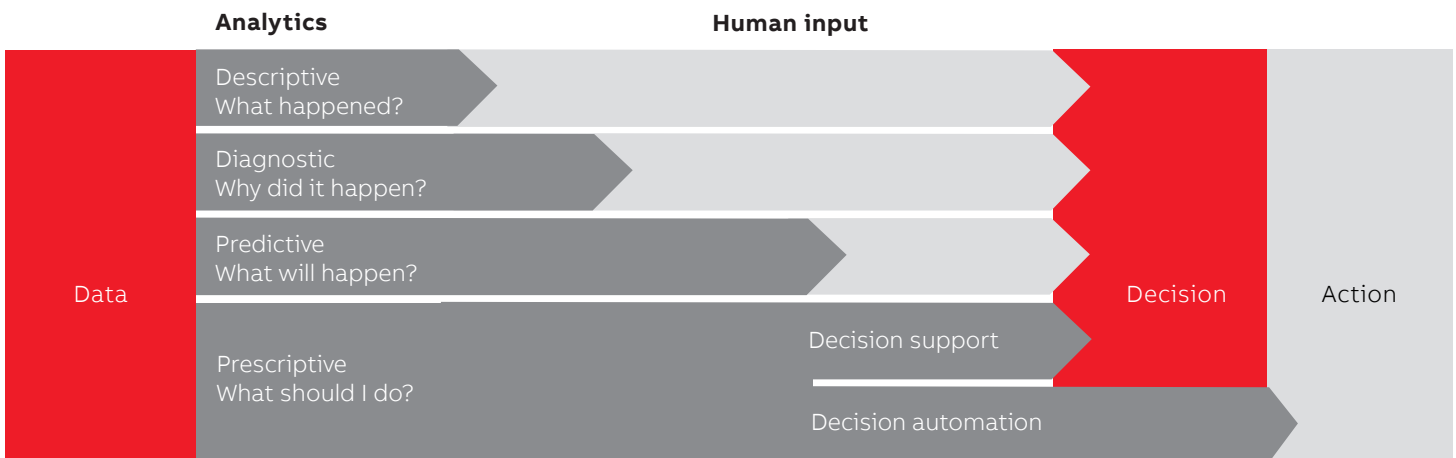 Analytics
Human input
Descriptive
What happened?
Diagnostic
Why did it happen?
Predictive
What will happen?
Data
Decision
Action
Decision support
Prescriptive
What should I do?
Decision automation